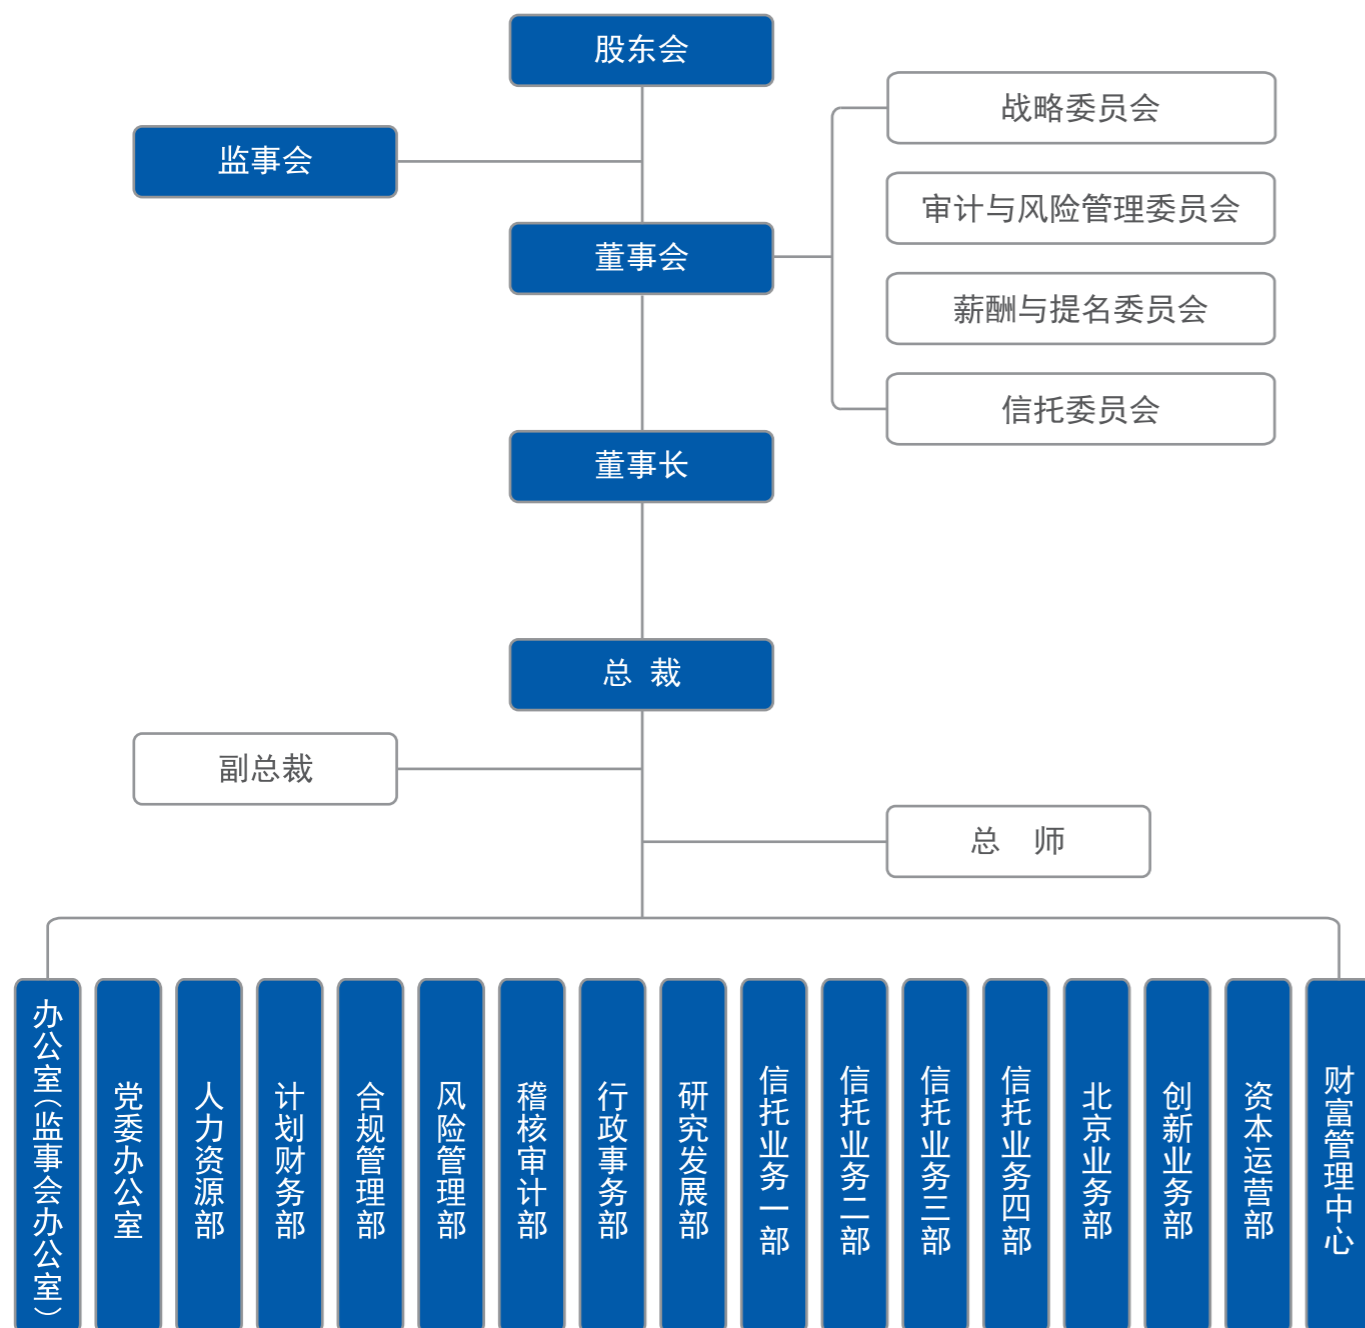 股东会
战略委员会
监事会
审计与风险管理委员会
董事会
薪酬与提名委员会
信托委员会
董事长
总 裁
副总裁
总 师
办公室（监事会办公室）
党委办公室
人力资源部
计划财务部
合规管理部
风险管理部
稽核审计部
行政事务部
研究发展部
信托业务一部
信托业务二部
信托业务三部
信托业务四部
北京业务部
创新业务部
资本运营部
财富管理中心